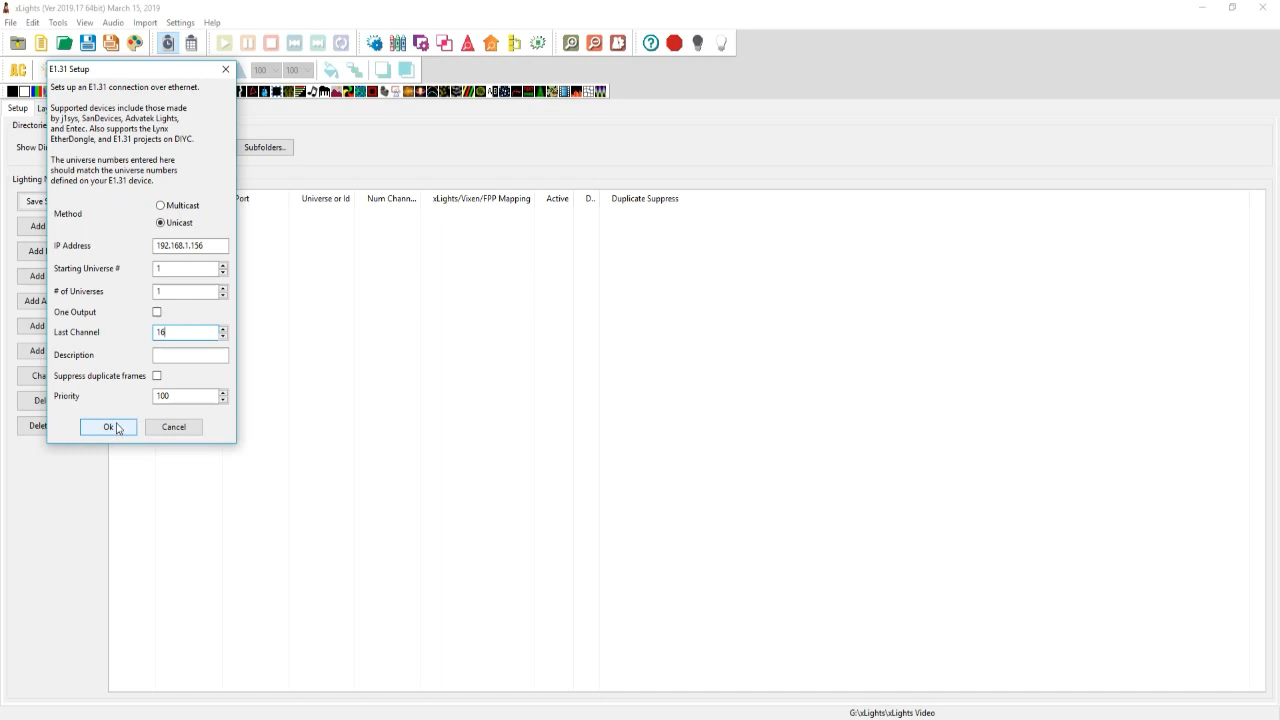 xLights (Ver 2019.17 64bit) March 15, 2019
File Edit Tools View Audio Import Settings Help
AC 100 100
E1.31 Setup
Sets up an E1.31 connection over ethernet.
Supported devices include those made
by j1sys, SanDevices, Advatek Lights,
and Entec. Also supports the Lynx
EtherDongle, and E1.31 projects on DIYC.
The universe numbers entered here
should match the universe numbers
defined on your E1.31 device.
Method
Multicast
Unicast
IP Address 192.168.1.156
Starting Universe # 1
# of Universes 1
One Output
Last Channel 16
Description
Suppress duplicate frames
Priority 100
Ok Cancel
Setup
Directorie
Show Di
Subfolders..
Lighting N
Port Universe or Id Num Chann... xLights/Vixen/FPP Mapping Active D.. Duplicate Suppress
Save S
Add
Add
Add
Add A
Add
Add
Cha
Del
Delet
G:\xLights\xLights Video